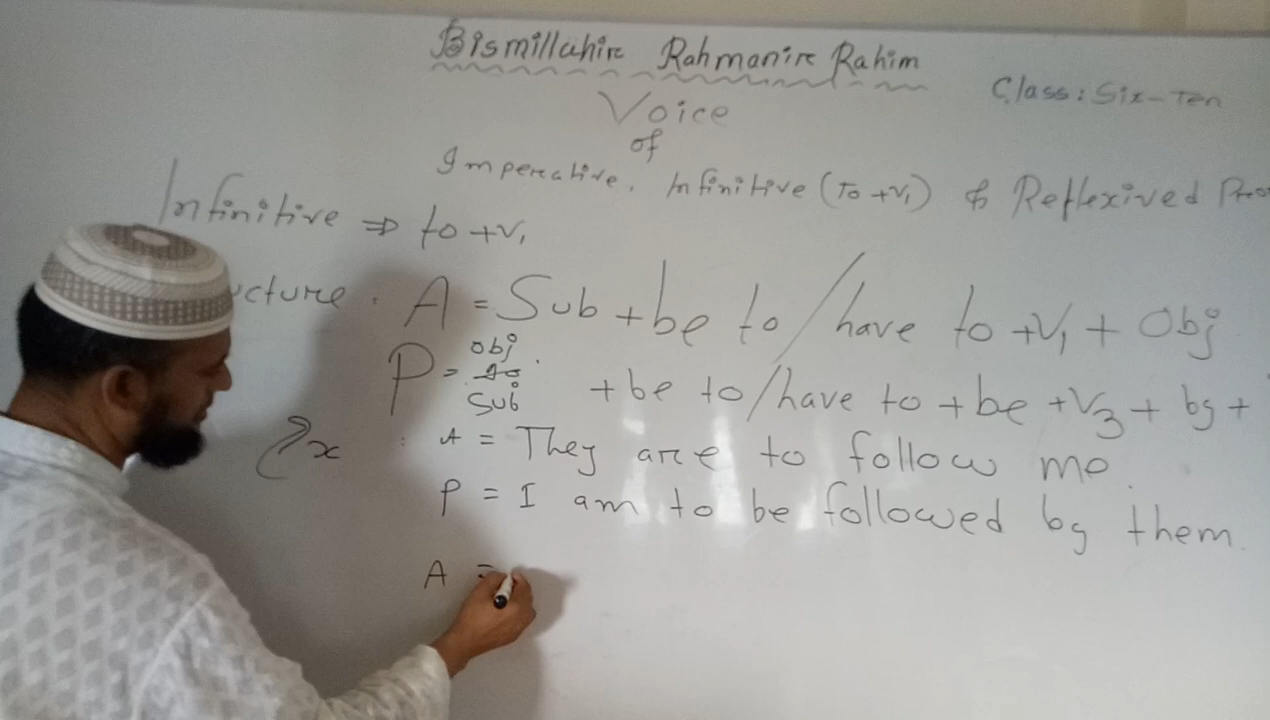 Bismillahir Rahmanir Rahim
Class: Six-Ten
Voice
of
Imperative, Infinitive (To +V1) & Reflexived Pro
Infinitive ⇒ to +V1
ucture : A = Sub + be to / have to +V1 + Obj
P = obj
sub + be to / have to + be +V3 + by +
Ex : A = They are to follow me.
P = I am to be followed by them.
A =